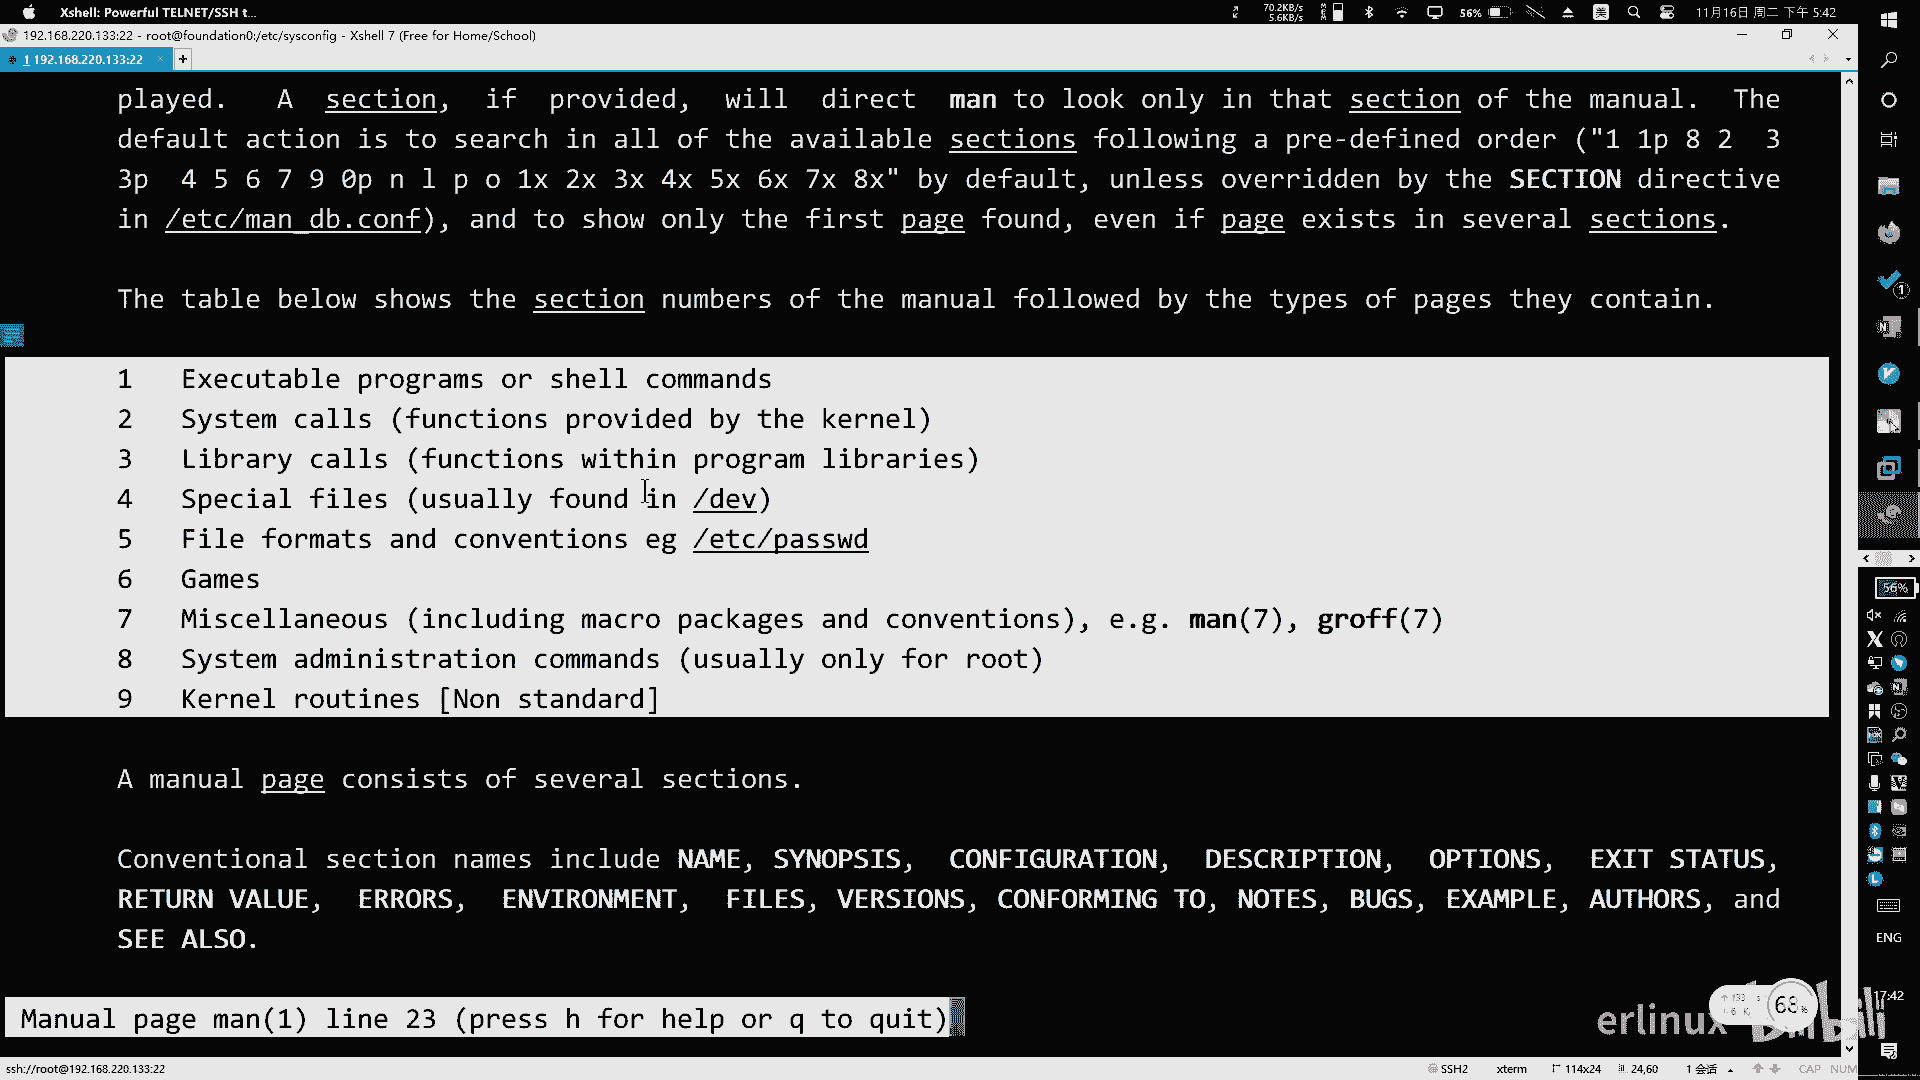 Xshell: Powerful TELNET/SSH t...
70.2KB/s
5.6KB/s
56%
美
11月16日 周二 下午 5:42
192.168.220.133:22 - root@foundation0:/etc/sysconfig - Xshell 7 (Free for Home/School)
1 192.168.220.133:22
played. A section, if provided, will direct man to look only in that section of the manual. The
default action is to search in all of the available sections following a pre-defined order ("1 1p 8 2 3
3p 4 5 6 7 9 0p n l p o 1x 2x 3x 4x 5x 6x 7x 8x" by default, unless overridden by the SECTION directive
in /etc/man_db.conf), and to show only the first page found, even if page exists in several sections.
The table below shows the section numbers of the manual followed by the types of pages they contain.
1 Executable programs or shell commands
2 System calls (functions provided by the kernel)
3 Library calls (functions within program libraries)
4 Special files (usually found in /dev)
5 File formats and conventions eg /etc/passwd
6 Games
7 Miscellaneous (including macro packages and conventions), e.g. man(7), groff(7)
8 System administration commands (usually only for root)
9 Kernel routines [Non standard]
A manual page consists of several sections.
Conventional section names include NAME, SYNOPSIS, CONFIGURATION, DESCRIPTION, OPTIONS, EXIT STATUS,
RETURN VALUE, ERRORS, ENVIRONMENT, FILES, VERSIONS, CONFORMING TO, NOTES, BUGS, EXAMPLE, AUTHORS, and
SEE ALSO.
Manual page man(1) line 23 (press h for help or q to quit)
56%
ENG
17:42
erlinux bilibili
68%
ssh://root@192.168.220.133:22
SSH2 xterm 114x24 24,60 1 会话 CAP NUM